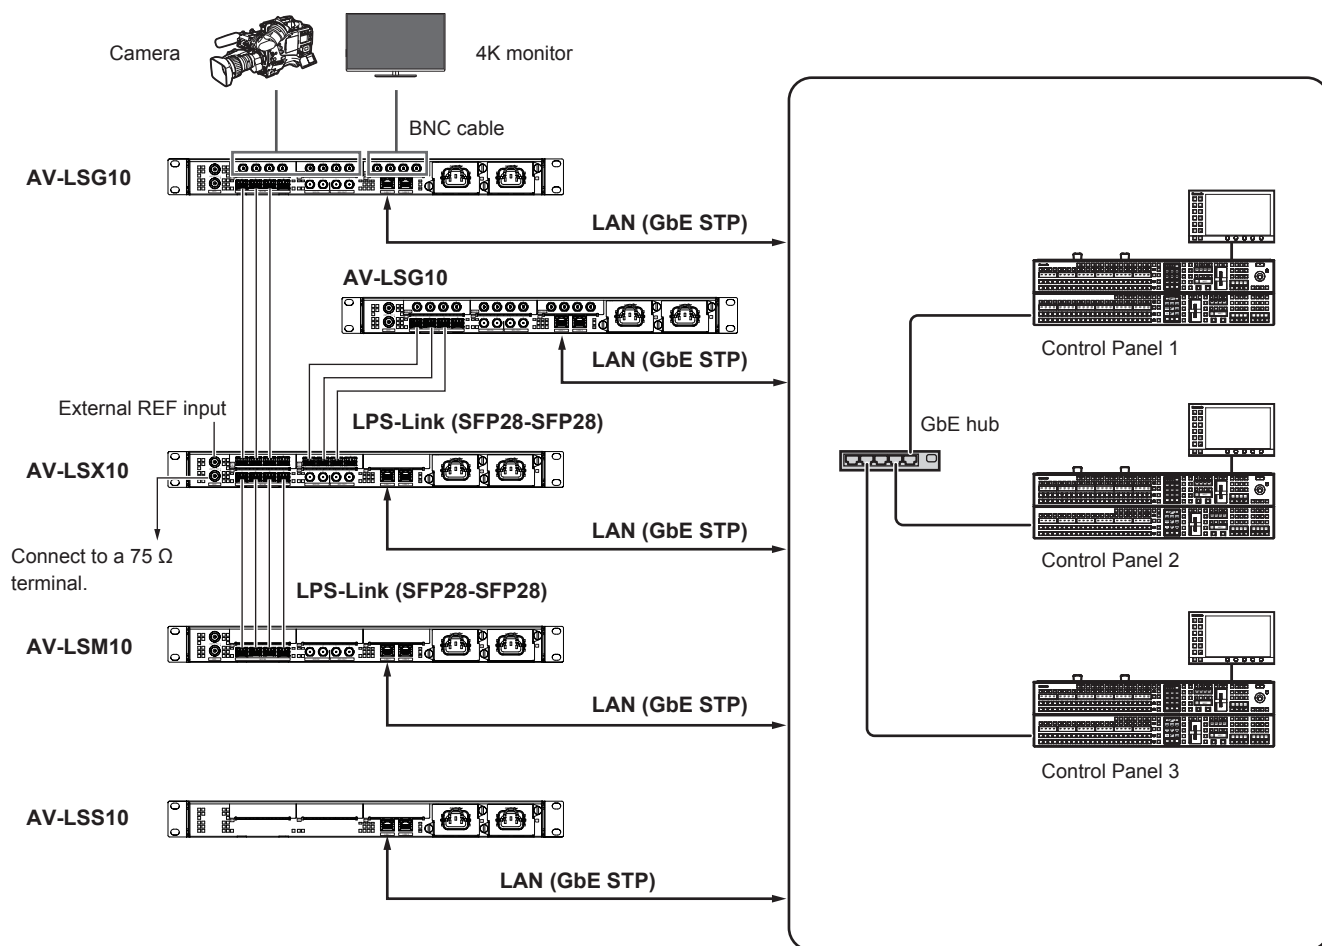 Camera
4K monitor
BNC cable
AV-LSG10
LAN (GbE STP)
AV-LSG10
LAN (GbE STP)
Control Panel 1
External REF input
LPS-Link (SFP28-SFP28)
GbE hub
AV-LSX10
LAN (GbE STP)
Connect to a 75 Ω
terminal.
Control Panel 2
LPS-Link (SFP28-SFP28)
AV-LSM10
LAN (GbE STP)
Control Panel 3
AV-LSS10
LAN (GbE STP)